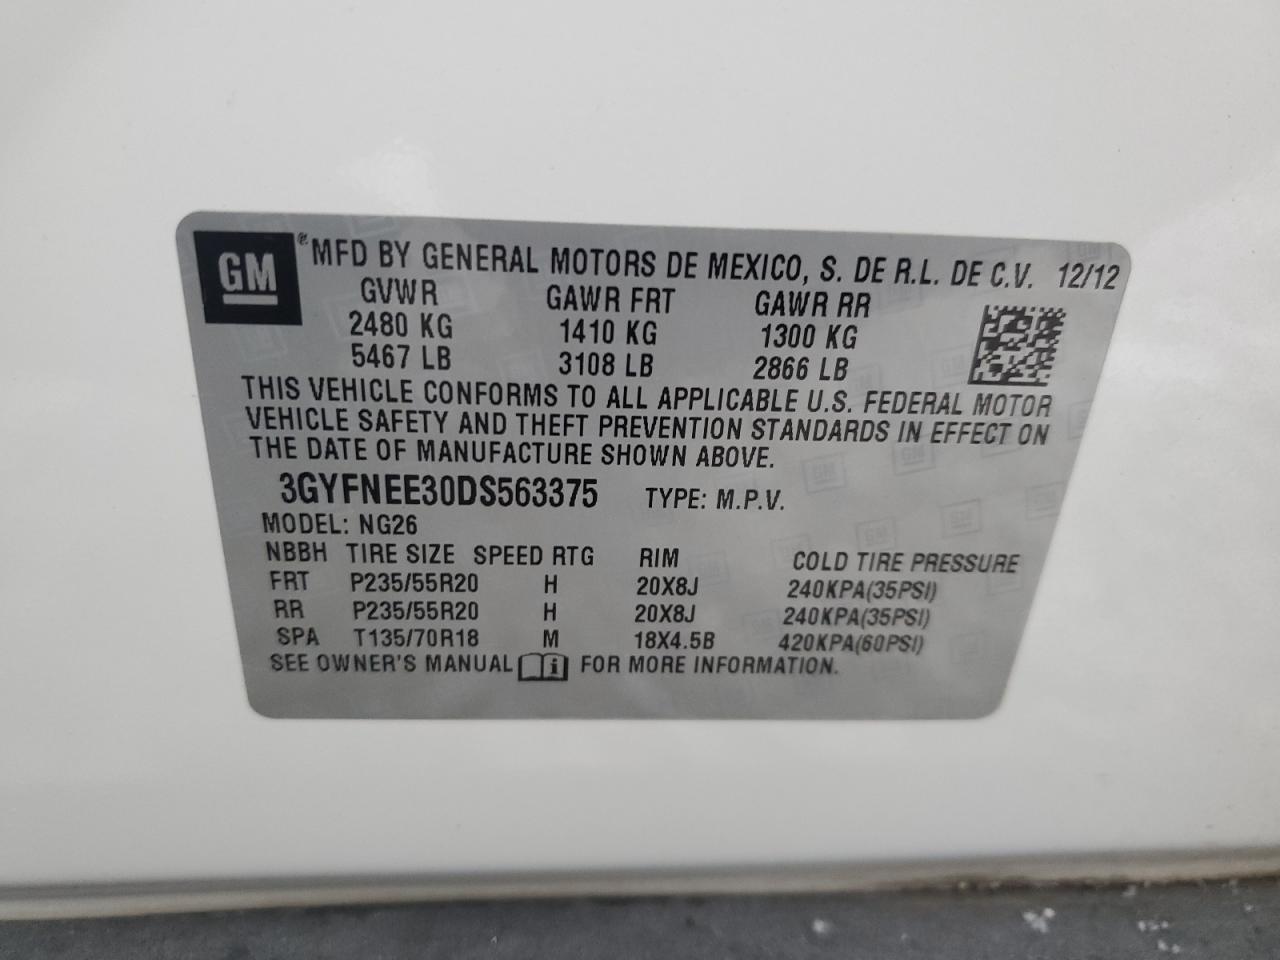 GM ® MFD BY GENERAL MOTORS DE MEXICO, S. DE R.L. DE C.V. 12/12
GVWR GAWR FRT GAWR RR
2480 KG 1410 KG 1300 KG
5467 LB 3108 LB 2866 LB
THIS VEHICLE CONFORMS TO ALL APPLICABLE U.S. FEDERAL MOTOR
VEHICLE SAFETY AND THEFT PREVENTION STANDARDS IN EFFECT ON
THE DATE OF MANUFACTURE SHOWN ABOVE.
3GYFNEE30DS563375 TYPE: M.P.V.
MODEL: NG26
NBBH TIRE SIZE SPEED RTG RIM COLD TIRE PRESSURE
FRT P235/55R20 H 20X8J 240KPA(35PSI)
RR P235/55R20 H 20X8J 240KPA(35PSI)
SPA T135/70R18 M 18X4.5B 420KPA(60PSI)
SEE OWNER'S MANUAL i FOR MORE INFORMATION.